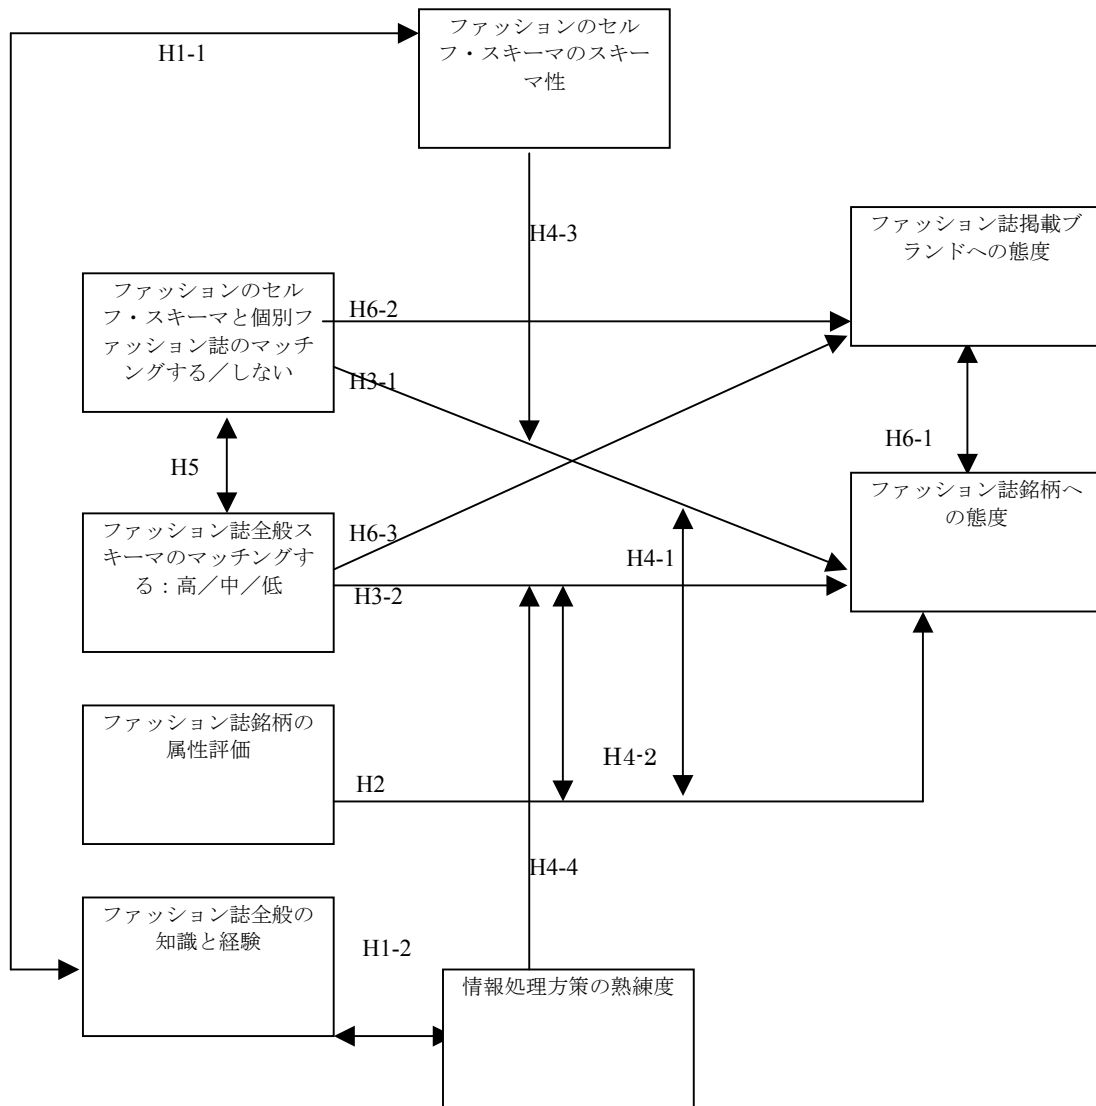 ファッションのセル
フ・スキーマのスキー
マ性
H1-1
H4-3
ファッション誌掲載ブ
ランドへの態度
ファッションのセル
フ・スキーマと個別フ
ァッション誌のマッチ
ングする／しない
H6-2
H3-1
H6-1
H5
ファッション誌銘柄へ
の態度
ファッション誌全般ス
キーマのマッチングす
る：高／中／低
H6-3
H4-1
H3-2
ファッション誌銘柄の
属性評価
H4-2
H2
H4-4
ファッション誌全般の
知識と経験
H1-2
情報処理方策の熟練度